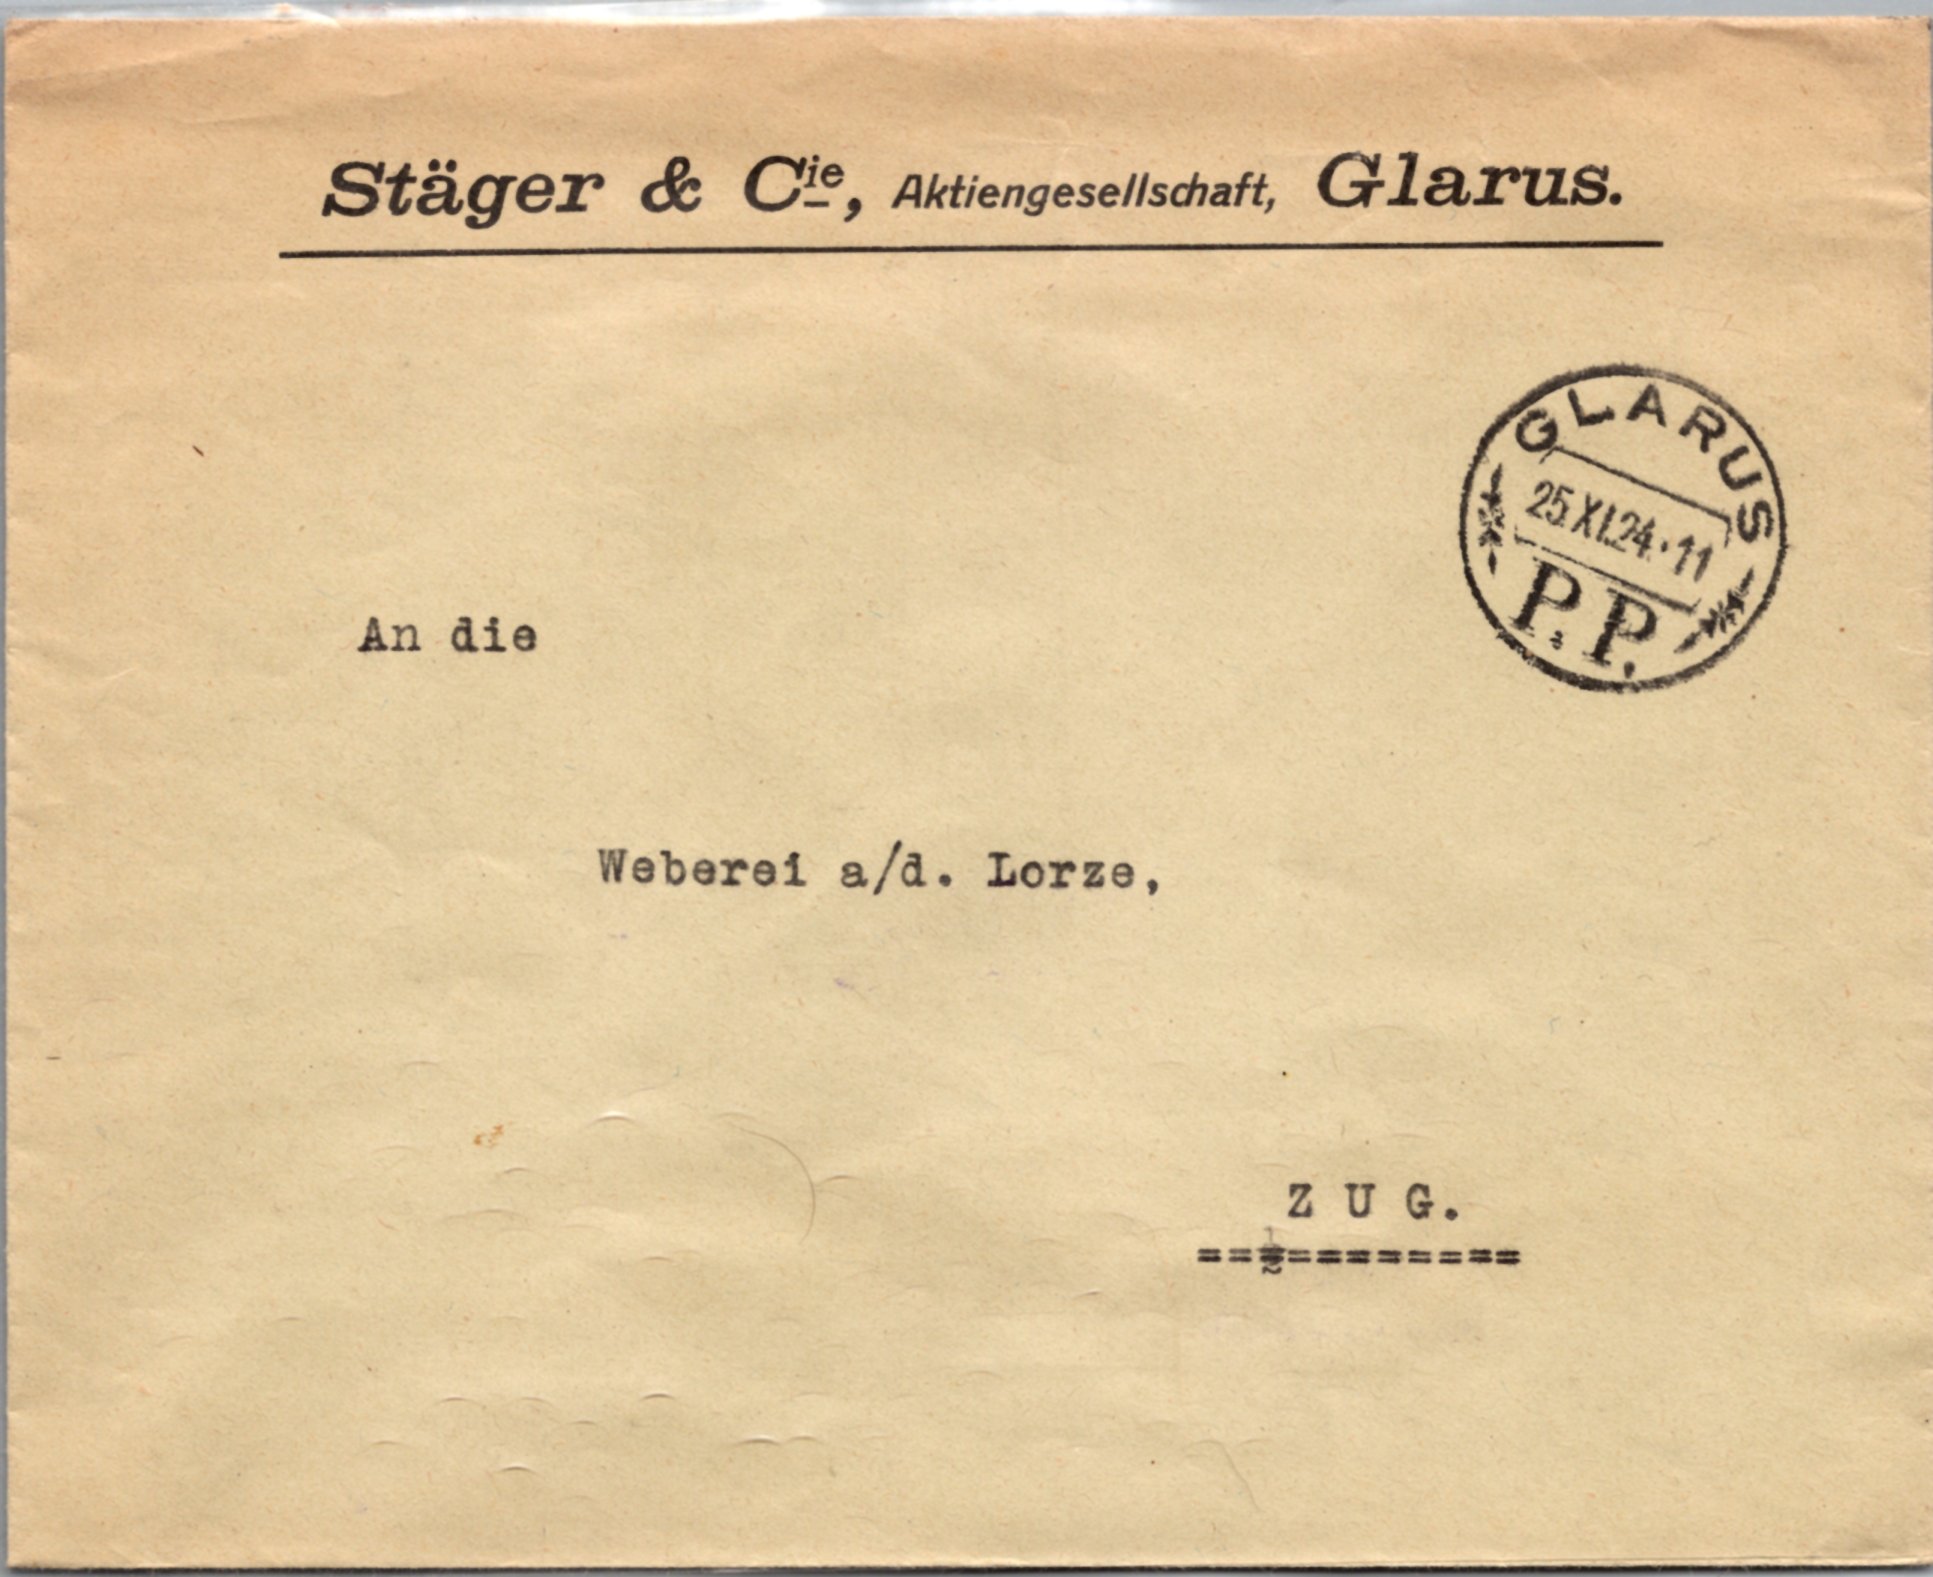 Stäger & Cie, Aktiengesellschaft, Glarus.
GLARUS
25.XI.24.·11
P.P.
An die
Weberei a/d. Lorze,
Z U G.
===========